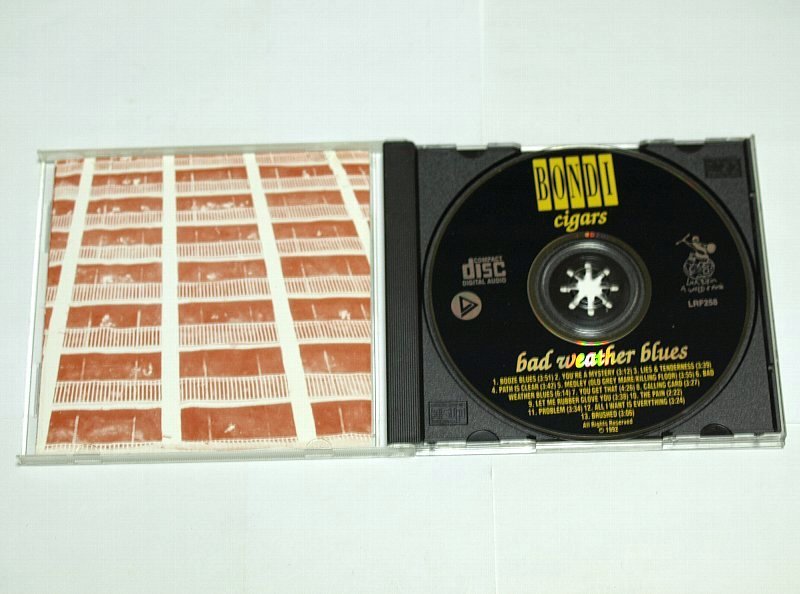 BONDI
cigars
COMPACT
disc
DIGITAL AUDIO
LRF258
bad weather blues
1. BOOZE BLUES (3:51) 2. YOU'RE A MYSTERY (3:12) 3. LIES & TENDERNESS (3:39)
4. PATH IS CLEAR (3:42) 5. MEDLEY (OLD GREY MARE/KILLING FLOOR) (3:55) 6. BAD
WEATHER BLUES (6:14) 7. YOU GET THAT (4:26) 8. CALLING CARD (3:27)
9. LET ME RUBBER GLOVE YOU (3:39) 10. THE PAIN (2:22)
11. PROBLEM (3:34) 12. ALL I WANT IS EVERYTHING (3:24)
13. BRUSHED (3:05)
All Rights Reserved
© 1992